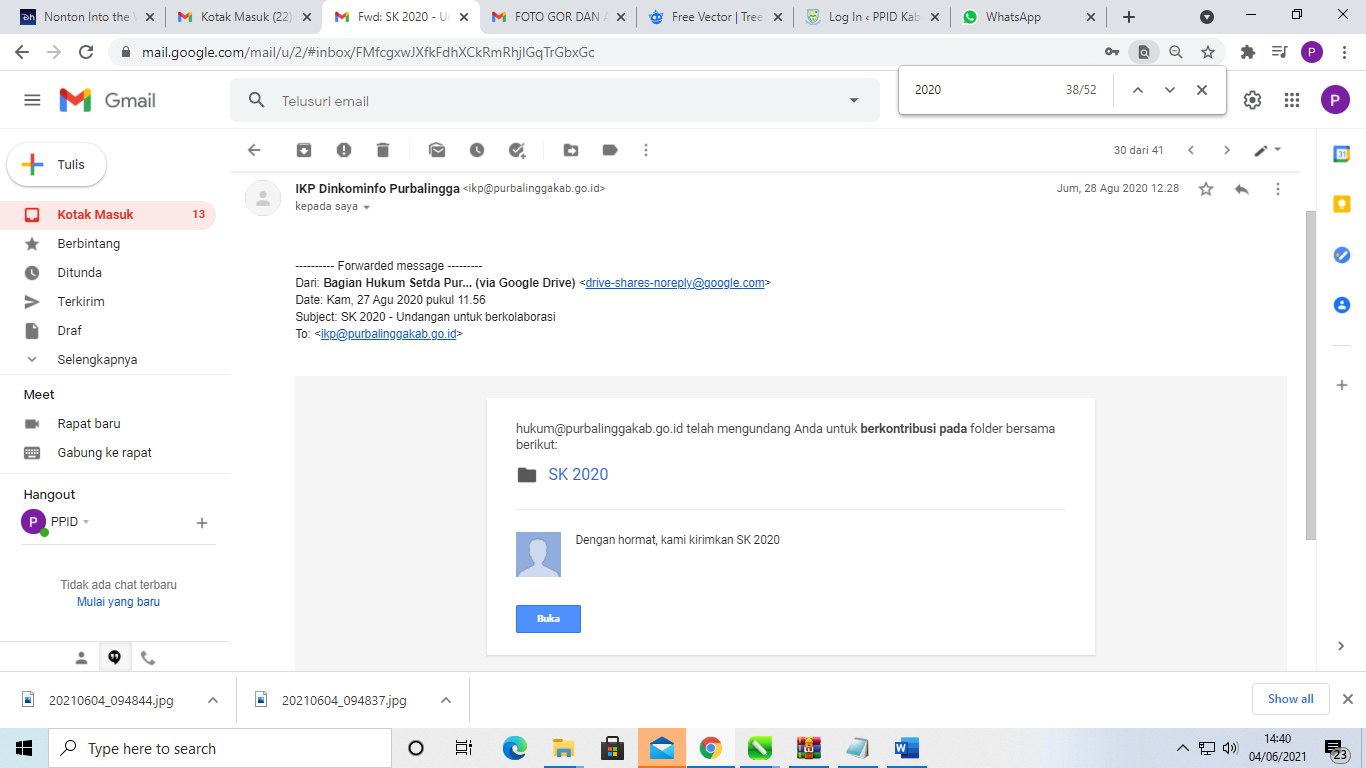 Nonton Into the W
Kotak Masuk (22)
Fwd: SK 2020 - Un
FOTO GOR DAN A
Free Vector | Tree
Log In ‹ PPID Kab
WhatsApp
mail.google.com/mail/u/2/#inbox/FMfcgxwJXfkFdhXCkRmRhjlGqTrGbxGc
P
2020
38/52
Gmail
Telusuri email
P
Tulis
30 dari 41
Kotak Masuk
13
Berbintang
Ditunda
Terkirim
Draf
Selengkapnya
Meet
Rapat baru
Gabung ke rapat
Hangout
P
PPID
Tidak ada chat terbaru
Mulai yang baru
IKP Dinkominfo Purbalingga <ikp@purbalinggakab.go.id>
Jum, 28 Agu 2020 12.28
kepada saya
---------- Forwarded message ---------
Dari: Bagian Hukum Setda Pur... (via Google Drive) <drive-shares-noreply@google.com>
Date: Kam, 27 Agu 2020 pukul 11.56
Subject: SK 2020 - Undangan untuk berkolaborasi
To: <ikp@purbalinggakab.go.id>
hukum@purbalinggakab.go.id telah mengundang Anda untuk berkontribusi pada folder bersama
berikut:
SK 2020
Dengan hormat, kami kirimkan SK 2020
Buka
31
20210604_094844.jpg
20210604_094837.jpg
Show all
Type here to search
14:40
04/06/2021
23